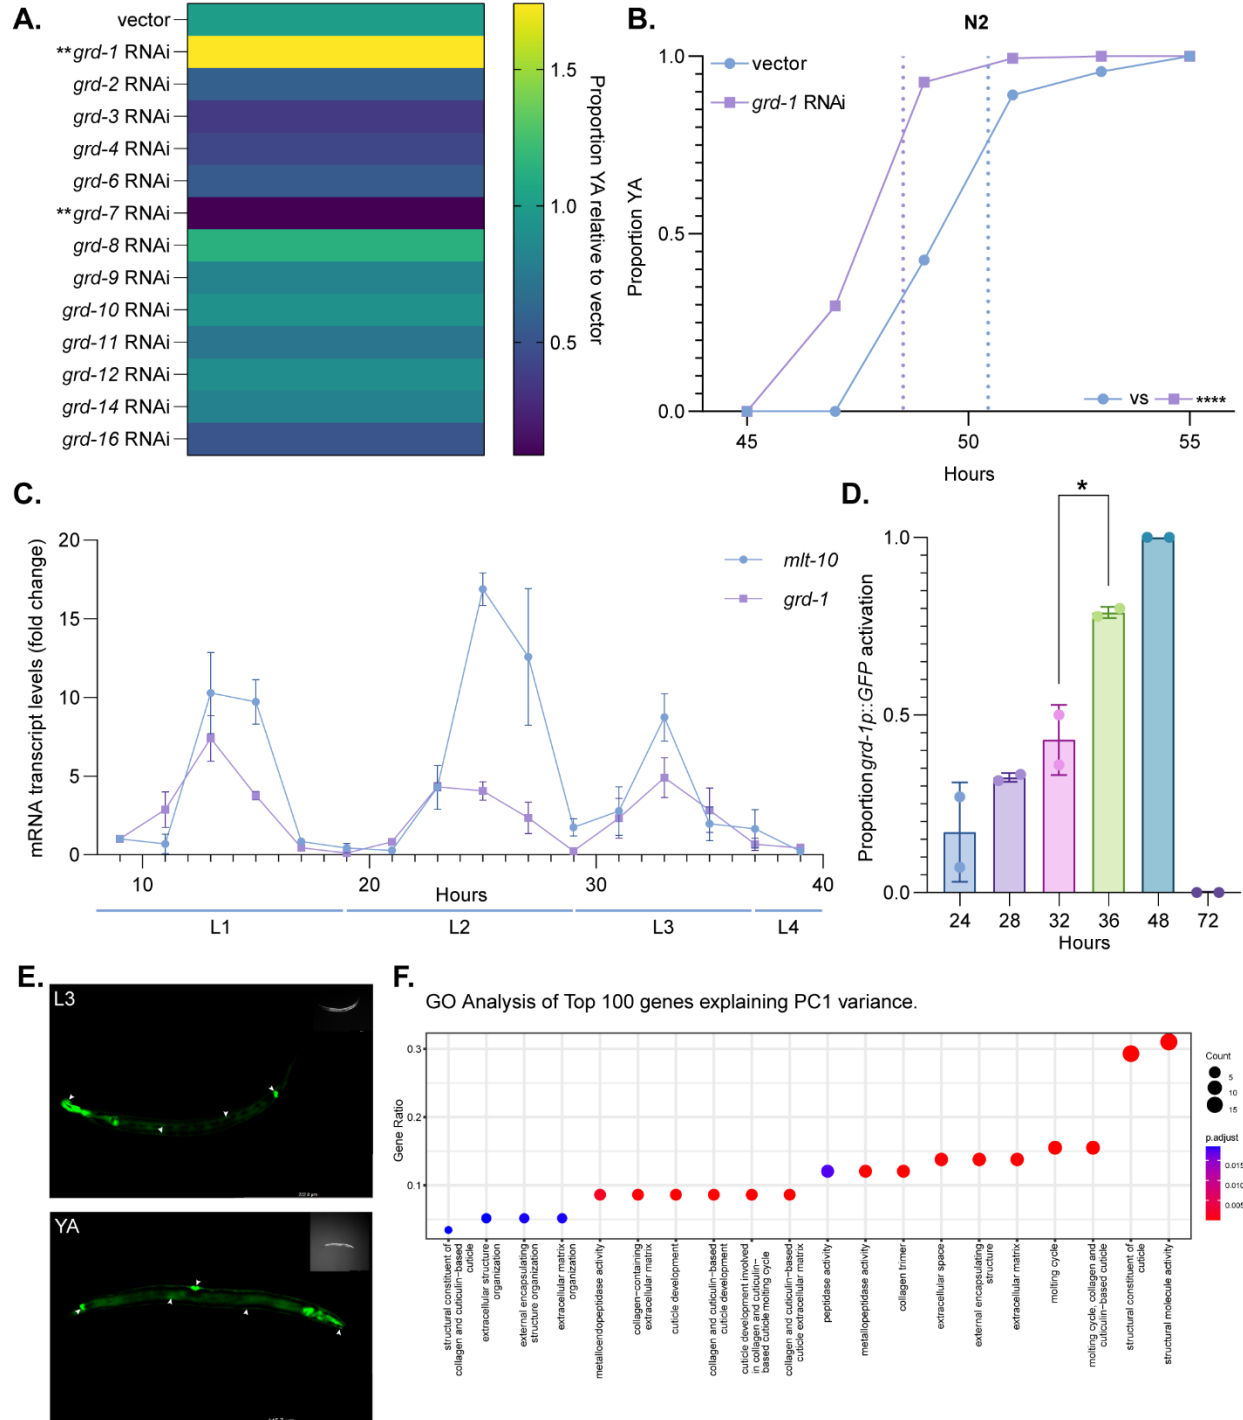 A.
vector
**grd-1 RNAi
grd-2 RNAi
grd-3 RNAi
grd-4 RNAi
grd-6 RNAi
**grd-7 RNAi
grd-8 RNAi
grd-9 RNAi
grd-10 RNAi
grd-11 RNAi
grd-12 RNAi
grd-14 RNAi
grd-16 RNAi
1.5
1.0
0.5
Proportion YA relative to vector
B.
N2
vector
grd-1 RNAi
Proportion YA
1.0
0.5
0.0
45
50
55
Hours
vs
****
C.
mRNA transcript levels (fold change)
20
15
10
5
0
10
20
30
40
Hours
L1
L2
L3
L4
mlt-10
grd-1
D.
*
Proportion grd-1p::GFP activation
1.0
0.5
0.0
24
28
32
36
48
72
Hours
E.
L3
YA
F.
GO Analysis of Top 100 genes explaining PC1 variance.
Gene Ratio
0.3
0.2
0.1
structural constituent of
collagen and cuticulin−based
cuticle
extracellular structure
organization
external encapsulating
structure organization
extracellular matrix
organization
metalloendopeptidase activity
collagen−containing
extracellular matrix
cuticle development
collagen and cuticulin−based
cuticle development
cuticle development involved
in collagen and cuticulin−
based cuticle molting cycle
collagen and cuticulin−based
cuticle extracellular matrix
peptidase activity
metallopeptidase activity
collagen trimer
extracellular space
external encapsulating
structure
extracellular matrix
molting cycle
molting cycle, collagen and
cuticulin−based cuticle
structural constituent of
cuticle
structural molecule activity
Count
5
10
15
p.adjust
0.015
0.010
0.005